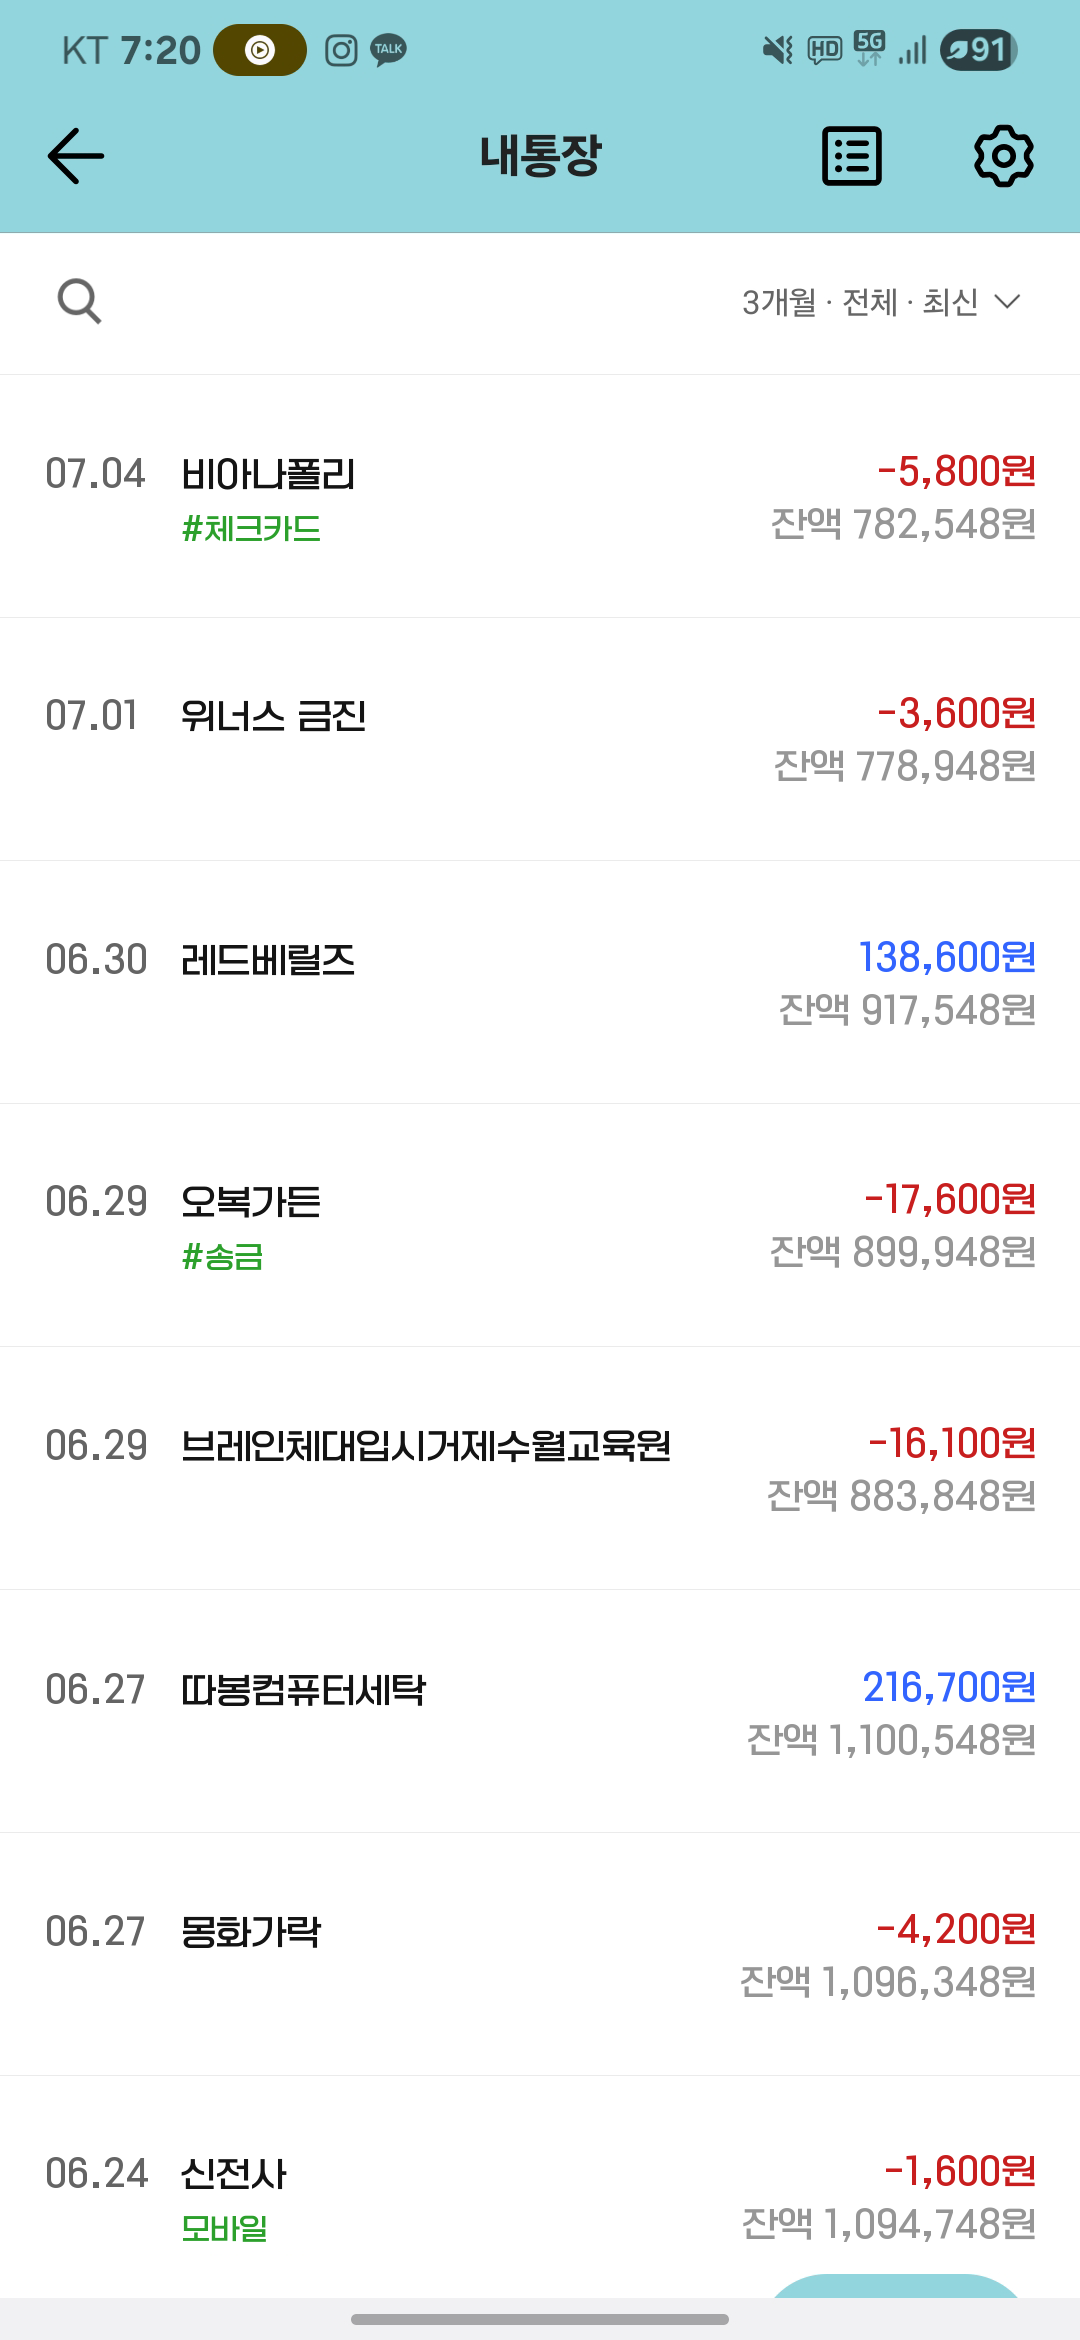 KT 7:20 TALK HD 5G 91
내통장
3개월 · 전체 · 최신
07.04 비아나폴리 -5,800원
#체크카드 잔액 782,548원
07.01 위너스 금진 -3,600원
잔액 778,948원
06.30 레드베릴즈 138,600원
잔액 917,548원
06.29 오복가든 -17,600원
#송금 잔액 899,948원
06.29 브레인체대입시거제수월교육원 -16,100원
잔액 883,848원
06.27 따봉컴퓨터세탁 216,700원
잔액 1,100,548원
06.27 몽화가락 -4,200원
잔액 1,096,348원
06.24 신전사 -1,600원
모바일 잔액 1,094,748원